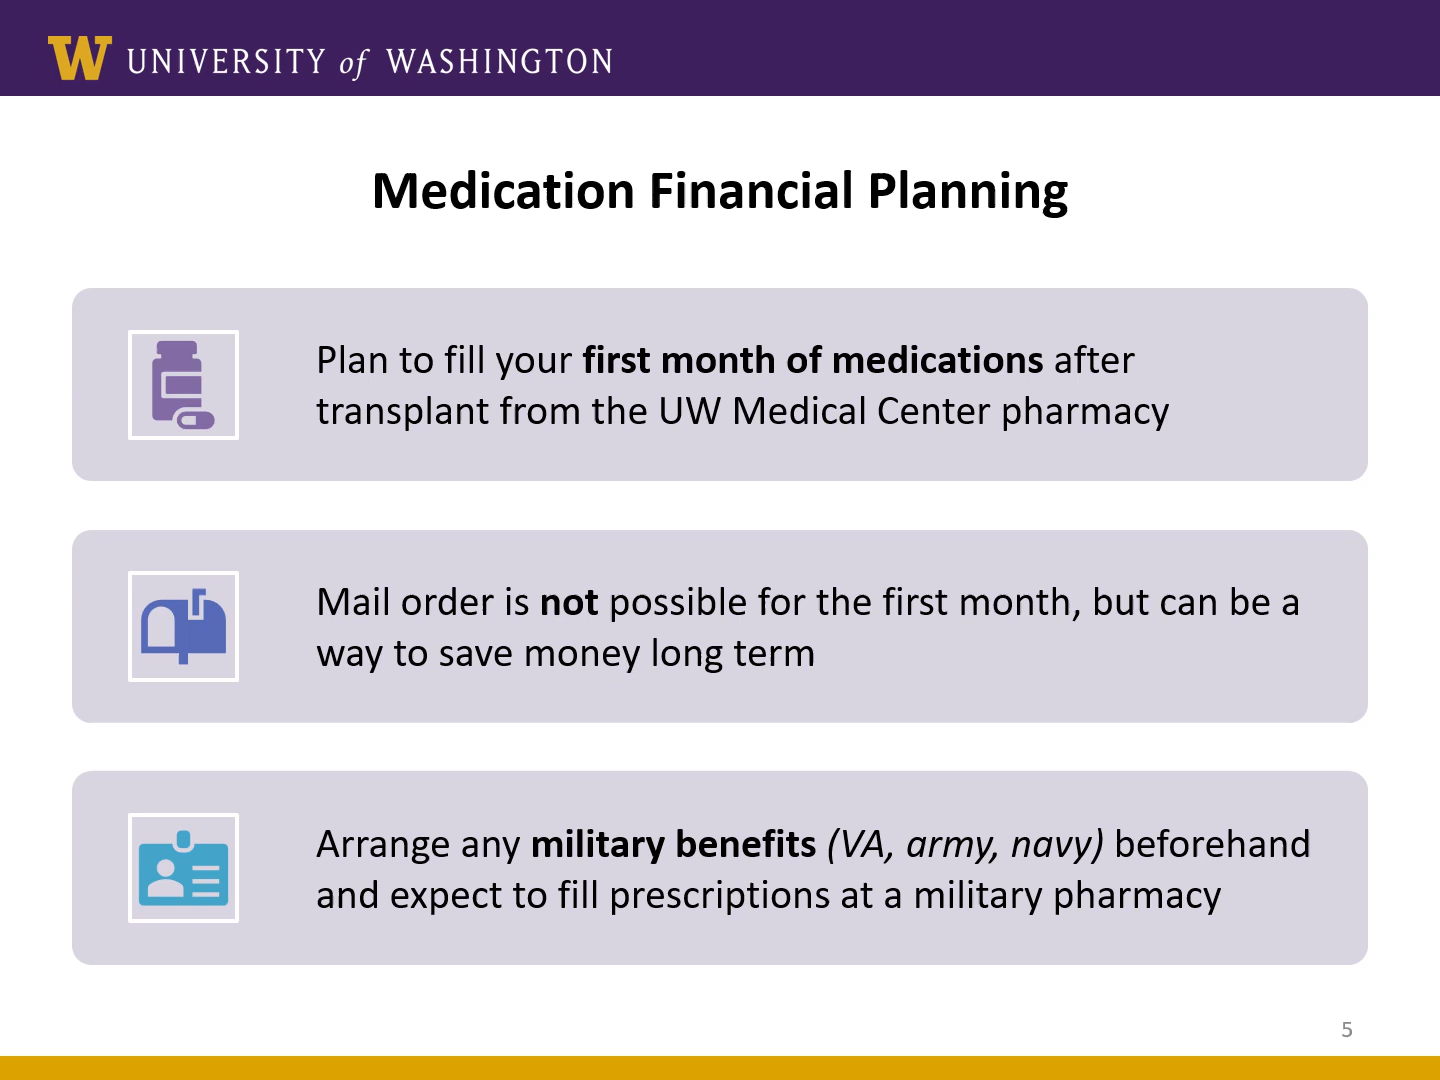 W UNIVERSITY of WASHINGTON
Medication Financial Planning
Plan to fill your first month of medications after
transplant from the UW Medical Center pharmacy
Mail order is not possible for the first month, but can be a
way to save money long term
Arrange any military benefits (VA, army, navy) beforehand
and expect to fill prescriptions at a military pharmacy
5